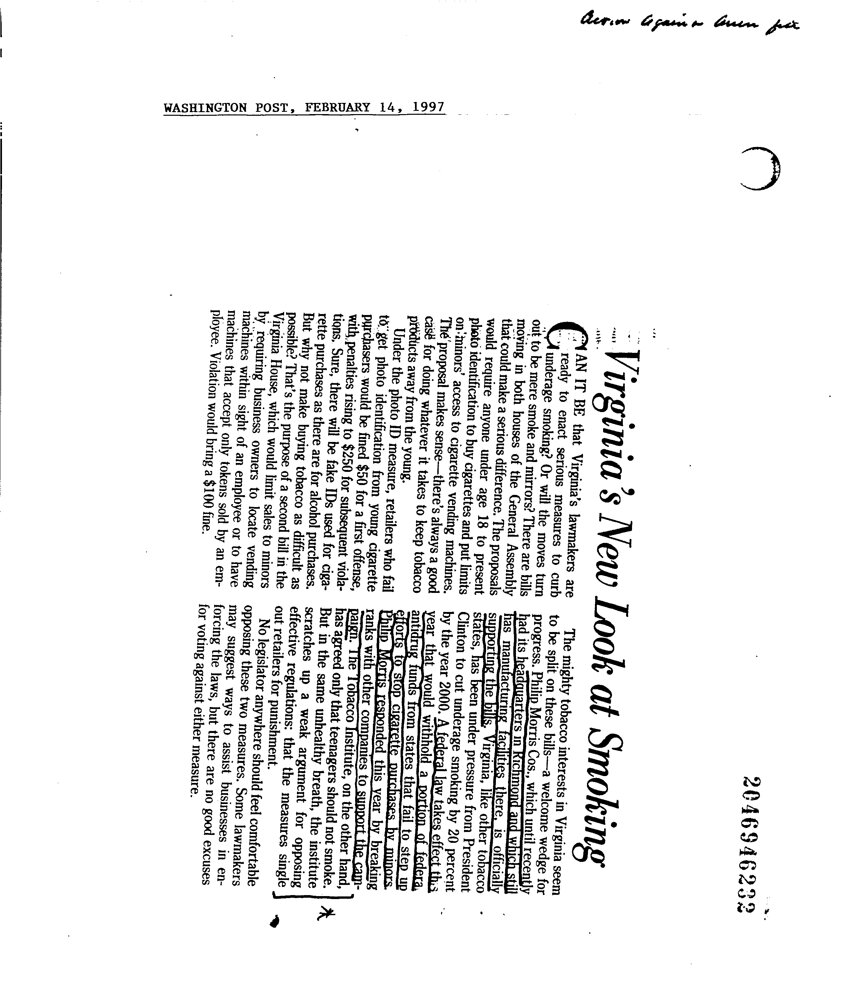 WASHINGTON POST, FEBRUARY 14, 1997
Virginia's New Look at Smoking
CAN IT BE that Virginia's lawmakers are
ready to enact serious measures to curb
underage smoking? Or will the moves turn
out to be mere smoke and mirrors? There are bills
moving in both houses of the General Assembly
that could make a serious difference. The proposals
would require anyone under age 18 to present
photo identification to buy cigarettes and put limits
on minors' access to cigarette vending machines.
The proposal makes sense—there's always a good
case for doing whatever it takes to keep tobacco
products away from the young.
Under the photo ID measure, retailers who fail
to get photo identification from young cigarette
purchasers would be fined $50 for a first offense,
with penalties rising to $250 for subsequent viola-
tions. Sure, there will be fake IDs used for ciga-
rette purchases as there are for alcohol purchases.
But why not make buying tobacco as difficult as
possible? That's the purpose of a second bill in the
Virginia House, which would limit sales to minors
by requiring business owners to locate vending
machines within sight of an employee or to have
machines that accept only tokens sold by an em-
ployee. Violation would bring a $100 fine.
The mighty tobacco interests in Virginia seem
to be split on these bills—a welcome wedge for
progress. Philip Morris Cos., which until recently
had its headquarters in Richmond and which still
has manufacturing facilities there, is officially
supporting the bills. Virginia, like other tobacco
states, has been under pressure from President
Clinton to cut underage smoking by 20 percent
by the year 2000. A federal law takes effect this
year that would withhold a portion of federa
antidrug funds from states that fail to step up
efforts to stop cigarette purchases by minors.
Philip Morris responded this year by breaking
ranks with other companies to support the cam-
paign. The Tobacco Institute, on the other hand,
has agreed only that teenagers should not smoke.
But in the same unhealthy breath, the institute
scratches up a weak argument for opposing
effective regulations: that the measures single
out retailers for punishment.
No legislator anywhere should feel comfortable
opposing these two measures. Some lawmakers
may suggest ways to assist businesses in en-
forcing the laws, but there are no good excuses
for voting against either measure.
2046946232